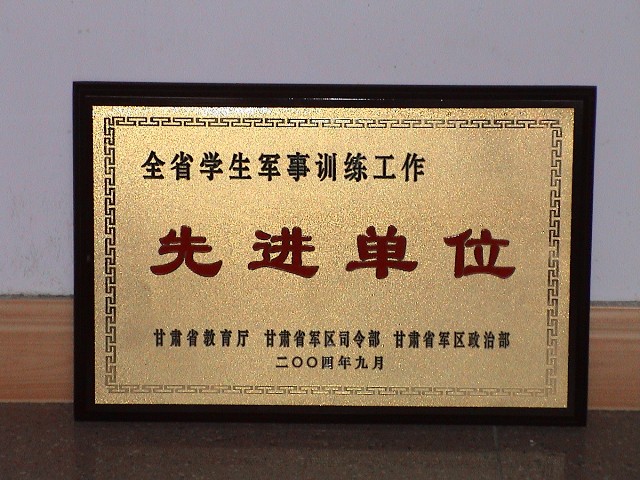 全省学生军事训练工作
先进单位
甘肃省教育厅 甘肃省军区司令部 甘肃省军区政治部
二〇〇四年九月